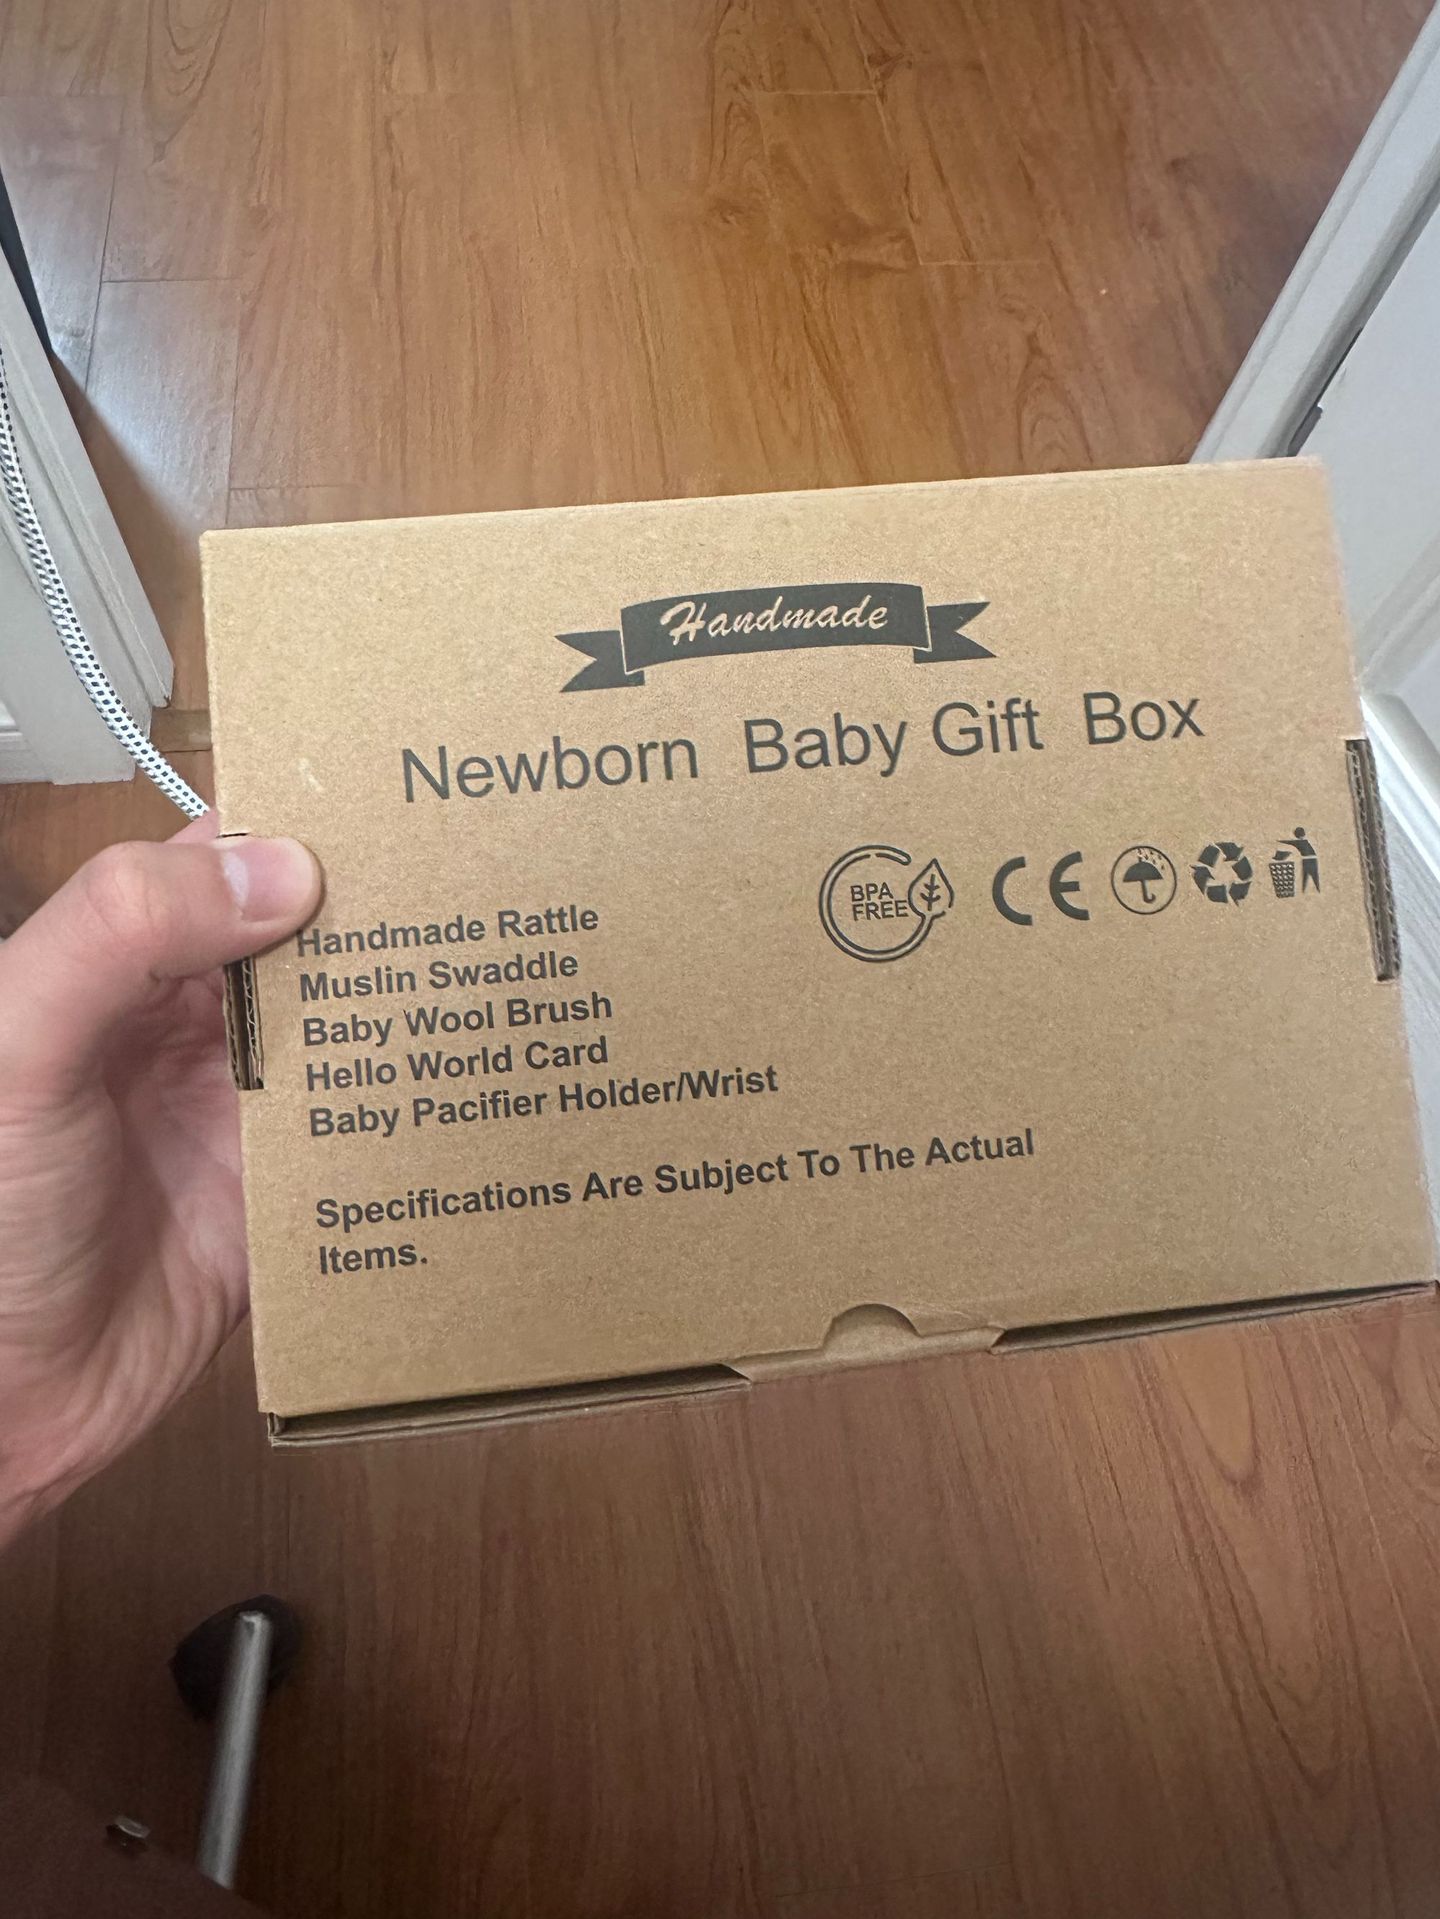 Handmade
Newborn Baby Gift Box
BPA
FREE
CE
Handmade Rattle
Muslin Swaddle
Baby Wool Brush
Hello World Card
Baby Pacifier Holder/Wrist
Specifications Are Subject To The Actual
Items.